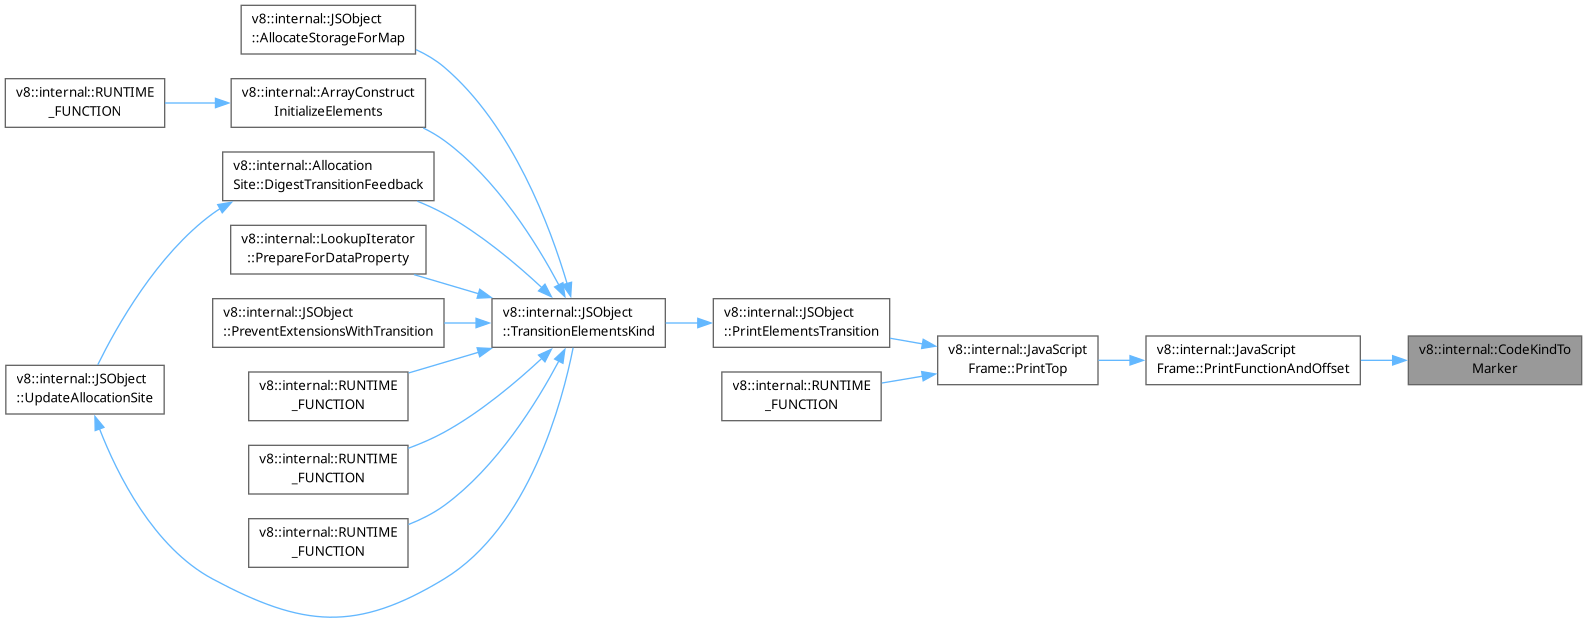 v8::internal::JSObject
::AllocateStorageForMap
v8::internal::RUNTIME
_FUNCTION
v8::internal::ArrayConstruct
InitializeElements
v8::internal::Allocation
Site::DigestTransitionFeedback
v8::internal::LookupIterator
::PrepareForDataProperty
v8::internal::JSObject
::PreventExtensionsWithTransition
v8::internal::JSObject
::TransitionElementsKind
v8::internal::JSObject
::PrintElementsTransition
v8::internal::JavaScript
Frame::PrintTop
v8::internal::JavaScript
Frame::PrintFunctionAndOffset
v8::internal::CodeKindTo
Marker
v8::internal::JSObject
::UpdateAllocationSite
v8::internal::RUNTIME
_FUNCTION
v8::internal::RUNTIME
_FUNCTION
v8::internal::RUNTIME
_FUNCTION
v8::internal::RUNTIME
_FUNCTION